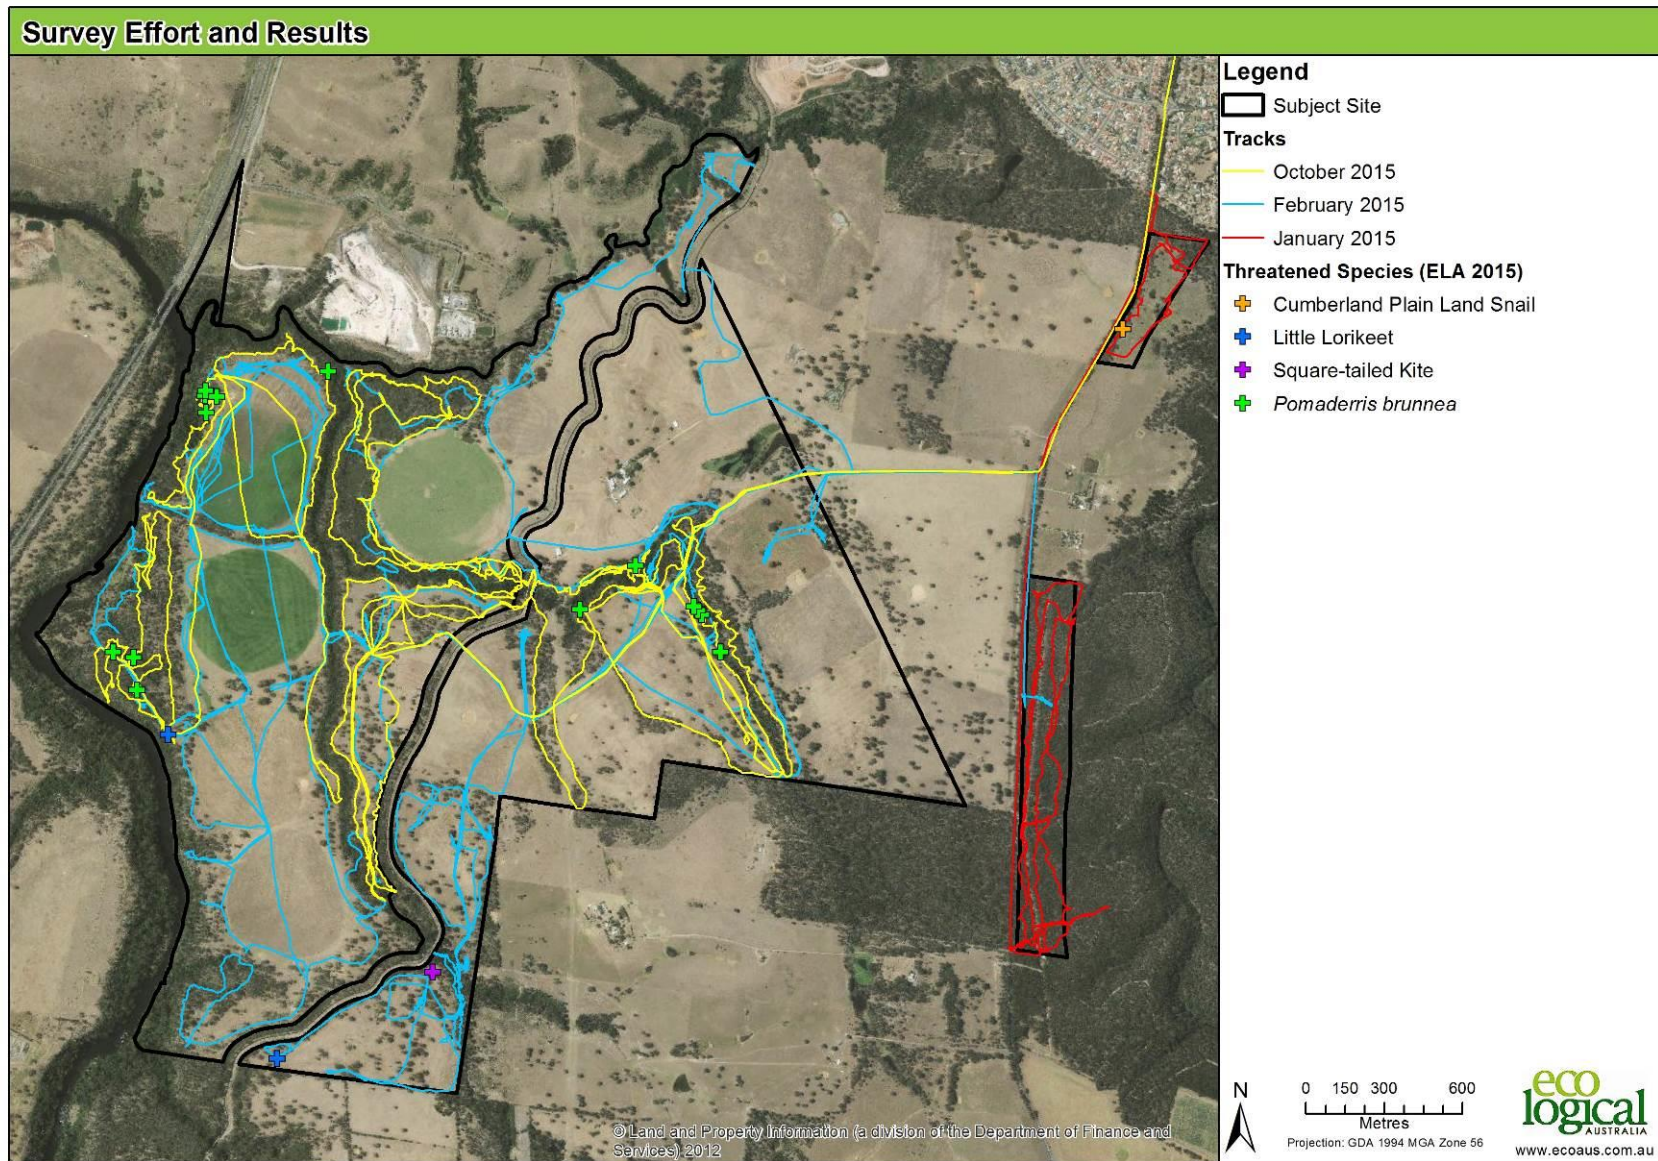 Survey Effort and Results
Legend
Subject Site
Tracks
October 2015
February 2015
January 2015
Threatened Species (ELA 2015)
Cumberland Plain Land Snail
Little Lorikeet
Square-tailed Kite
Pomaderris brunnea
N
0 150 300 600
Metres
Projection: GDA 1994 MGA Zone 56
eco
logical
AUSTRALIA
www.ecoaus.com.au
© Land and Property Information (a division of the Department of Finance and
Services) 2012